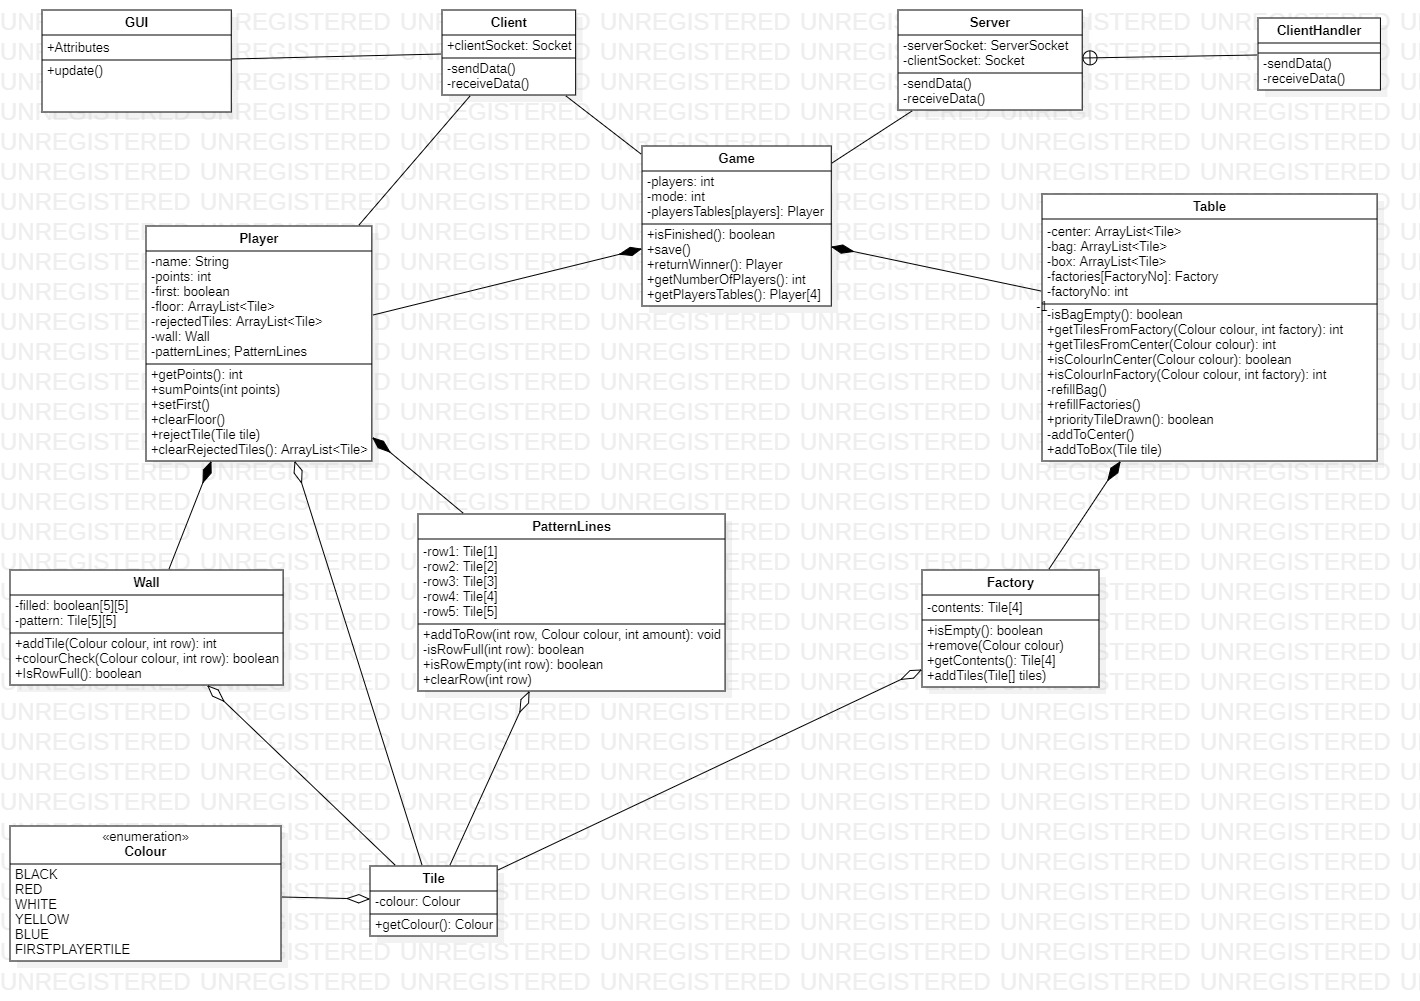 GUI
+Attributes
+update()
Client
+clientSocket: Socket
-sendData()
-receiveData()
Server
-serverSocket: ServerSocket
-clientSocket: Socket
-sendData()
-receiveData()
ClientHandler
-sendData()
-receiveData()
Game
-players: int
-mode: int
-playersTables[players]: Player
+isFinished(): boolean
+save()
+returnWinner(): Player
+getNumberOfPlayers(): int
+getPlayersTables(): Player[4]
Table
-center: ArrayList<Tile>
-bag: ArrayList<Tile>
-box: ArrayList<Tile>
-factories[FactoryNo]: Factory
-factoryNo: int
-1
-isBagEmpty(): boolean
+getTilesFromFactory(Colour colour, int factory): int
+getTilesFromCenter(Colour colour): int
+isColourInCenter(Colour colour): boolean
+isColourInFactory(Colour colour, int factory): int
-refillBag()
+refillFactories()
+priorityTileDrawn(): boolean
-addToCenter()
+addToBox(Tile tile)
Player
-name: String
-points: int
-first: boolean
-floor: ArrayList<Tile>
-rejectedTiles: ArrayList<Tile>
-wall: Wall
-patternLines; PatternLines
+getPoints(): int
+sumPoints(int points)
+setFirst()
+clearFloor()
+rejectTile(Tile tile)
+clearRejectedTiles(): ArrayList<Tile>
PatternLines
-row1: Tile[1]
-row2: Tile[2]
-row3: Tile[3]
-row4: Tile[4]
-row5: Tile[5]
+addToRow(int row, Colour colour, int amount): void
-isRowFull(int row): boolean
+isRowEmpty(int row): boolean
+clearRow(int row)
Wall
-filled: boolean[5][5]
-pattern: Tile[5][5]
+addTile(Colour colour, int row): int
+colourCheck(Colour colour, int row): boolean
+IsRowFull(): boolean
Factory
-contents: Tile[4]
+isEmpty(): boolean
+remove(Colour colour)
+getContents(): Tile[4]
+addTiles(Tile[] tiles)
«enumeration»
Colour
BLACK
RED
WHITE
YELLOW
BLUE
FIRSTPLAYERTILE
Tile
-colour: Colour
+getColour(): Colour
UNREGISTERED